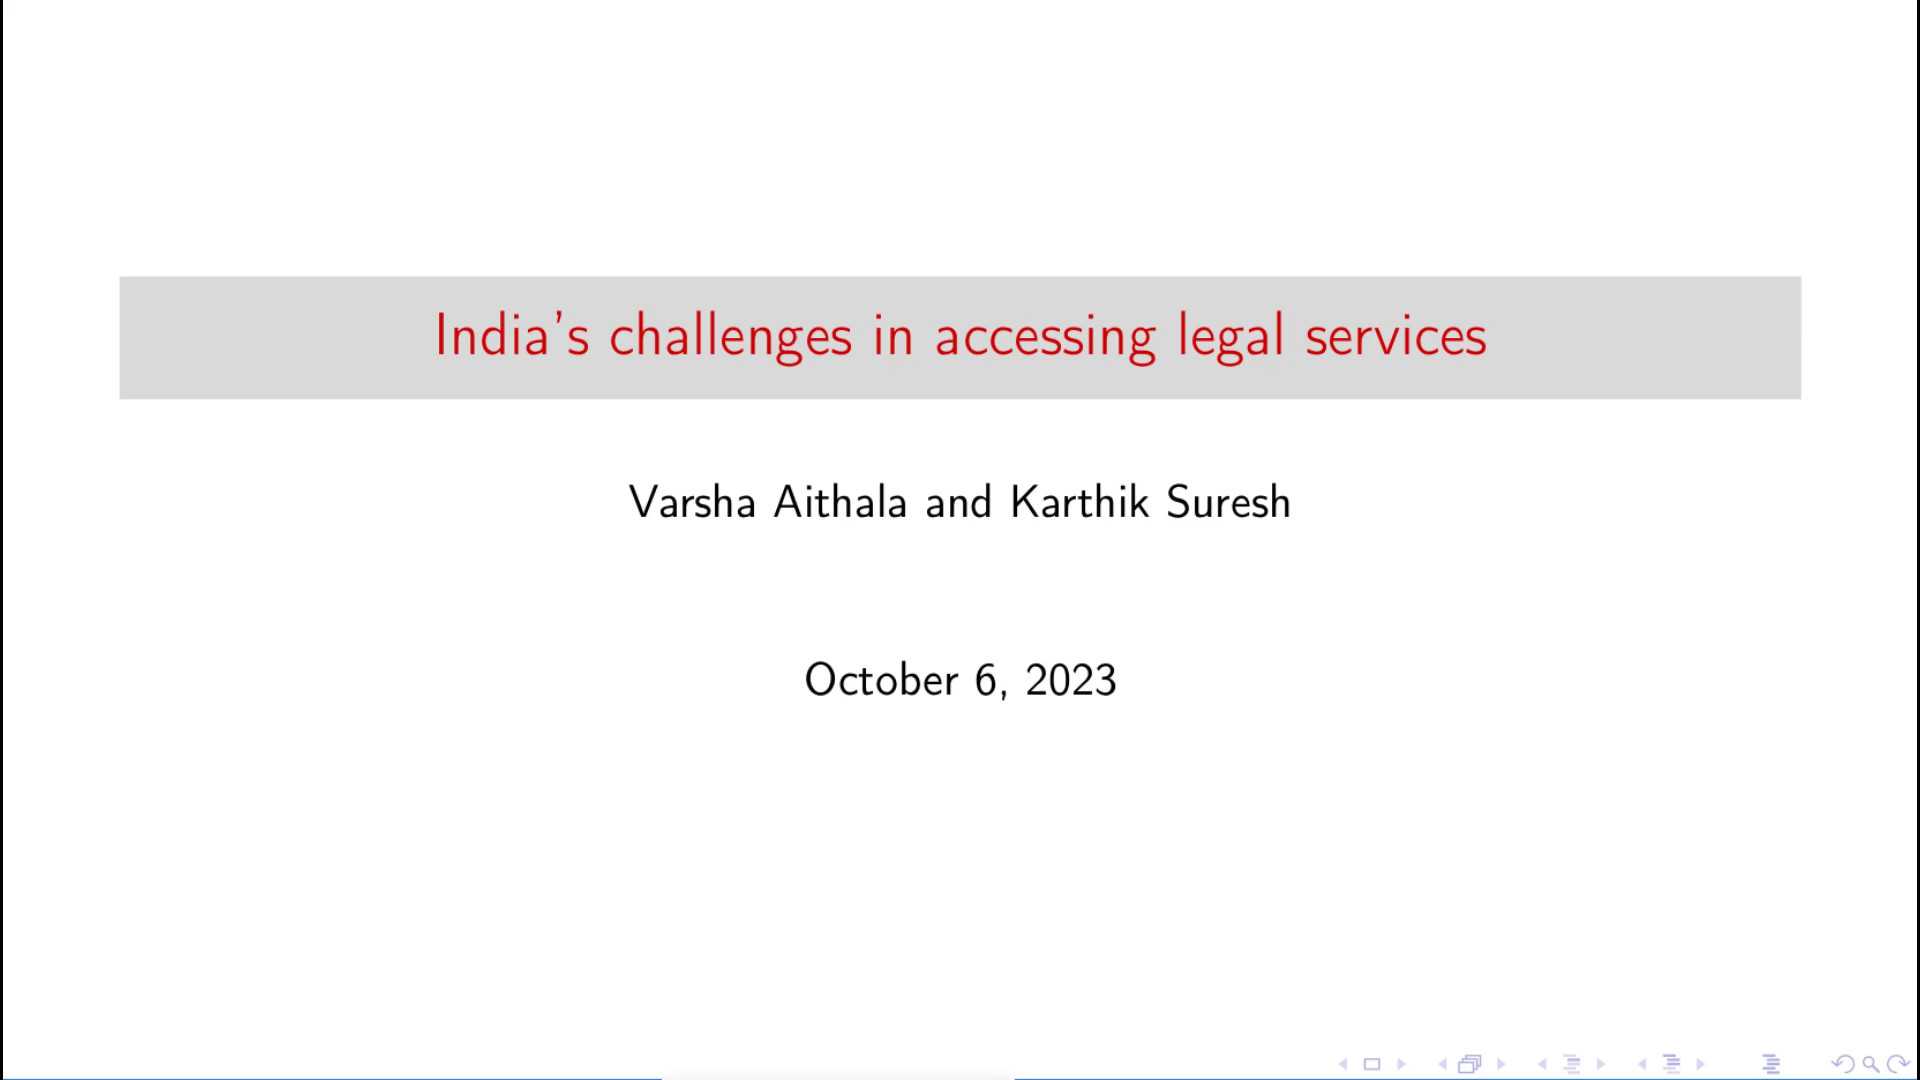 India's challenges in accessing legal services
Varsha Aithala and Karthik Suresh
October 6, 2023